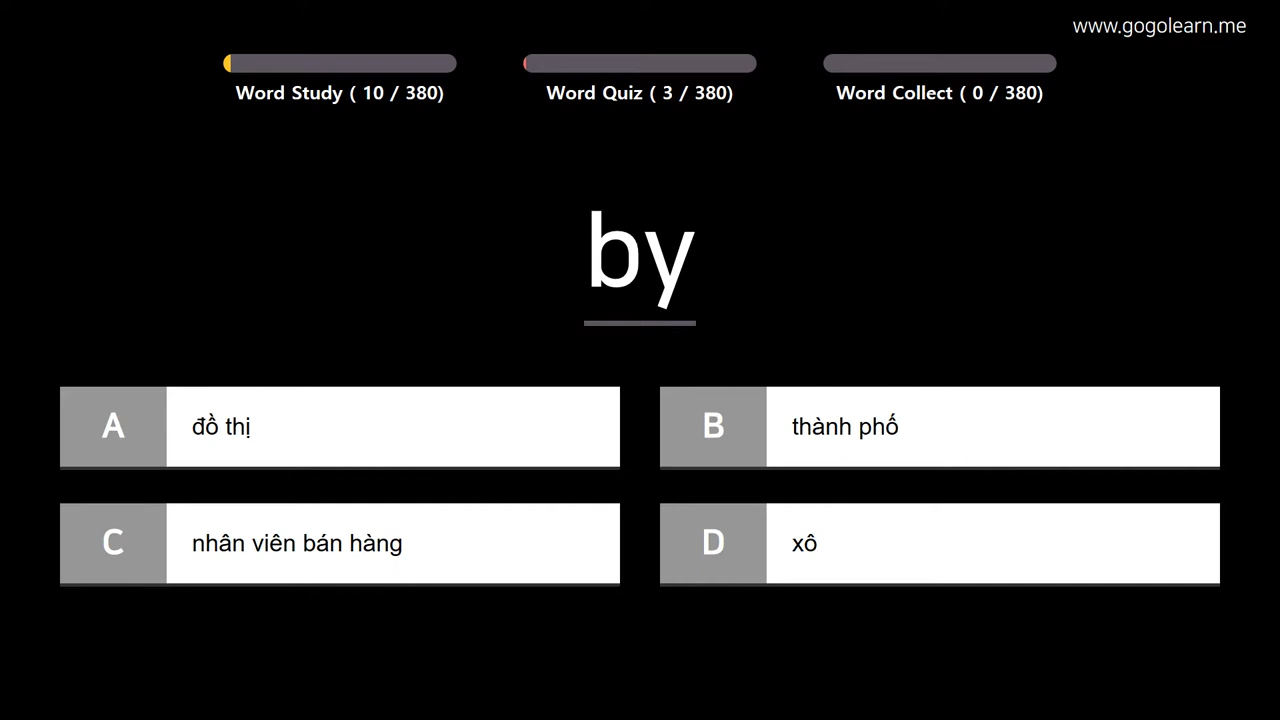 www.gogolearn.me
Word Study ( 10 / 380)
Word Quiz ( 3 / 380)
Word Collect ( 0 / 380)
by
A đồ thị
B thành phố
C nhân viên bán hàng
D xô